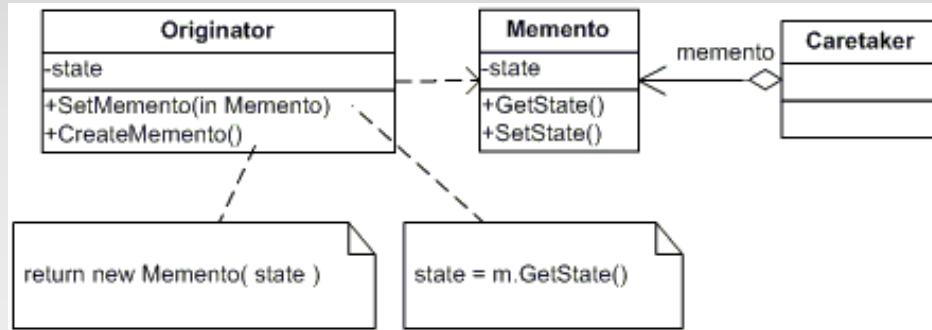 Originator
-state
+SetMemento(in Memento)
+CreateMemento()
Memento
-state
+GetState()
+SetState()
memento
Caretaker
return new Memento( state )
state = m.GetState()